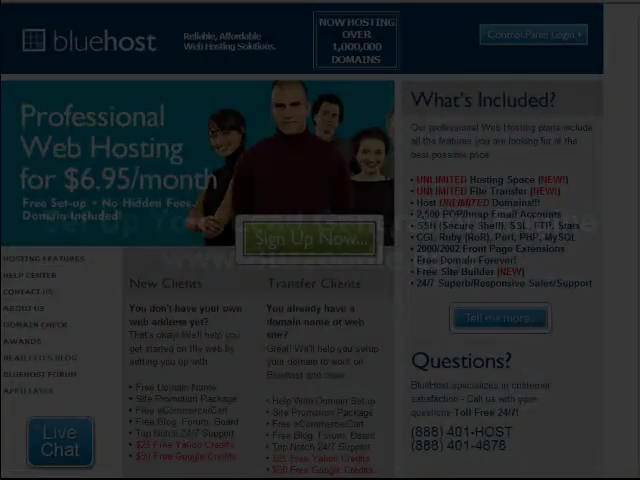 bluehost
Reliable, Affordable
Web Hosting Solutions.
NOW HOSTING
OVER
1,000,000
DOMAINS
Control Panel Login
Professional
Web Hosting
for $6.95/month
Free Set-up • No Hidden Fees
Domain Included!
Sign Up Now...
HOSTING FEATURES
HELP CENTER
CONTACT US
ABOUT US
DOMAIN CHECK
AWARDS
READ MATT'S BLOG
BLUEHOST FORUM
AFFILIATES
Live
Chat
New Clients
You don't have your own
web address yet?
That's okay! We'll help you
get started on the web by
setting you up with
• Free Domain Name
• Site Promotion Package
• Free eCommerce/Cart
• Free Blog, Forum, Board
• Top Notch 24/7 Support
• $25 Free Yahoo Credits
• $50 Free Google Credits
Transfer Clients
You already have a
domain name or web
site?
Great! We'll help you setup
your domain to work on
Bluehost and more
• Help With Domain Setup
• Site Promotion Package
• Free eCommerce/Cart
• Free Blog, Forum, Board
• Top Notch 24/7 Support
• $25 Free Yahoo Credits
• $50 Free Google Credits
What's Included?
Our professional Web Hosting plans include
all the features you are looking for at the
best possible price
• UNLIMITED Hosting Space (NEW!)
• UNLIMITED File Transfer (NEW!)
• Host UNLIMITED Domains!!!
• 2,500 POP/Imap Email Accounts
• SSH (Secure Shell), SSL, FTP, Stats
• CGI, Ruby (RoR), Perl, PHP, MySQL
• 2000/2002 Front Page Extensions
• Free Domain Forever!
• Free Site Builder (NEW)
• 24/7 Superb/Responsive Sales/Support
Tell me more...
Questions?
BlueHost specializes in customer
satisfaction - Call us with your
questions Toll Free 24/7!
(888) 401-HOST
(888) 401-4678